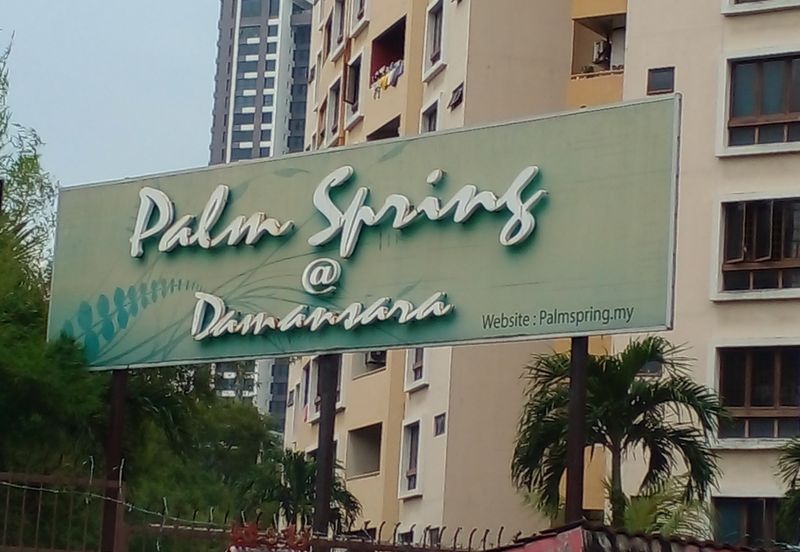 Palm Spring
@
Damansara
Website : Palmspring.my